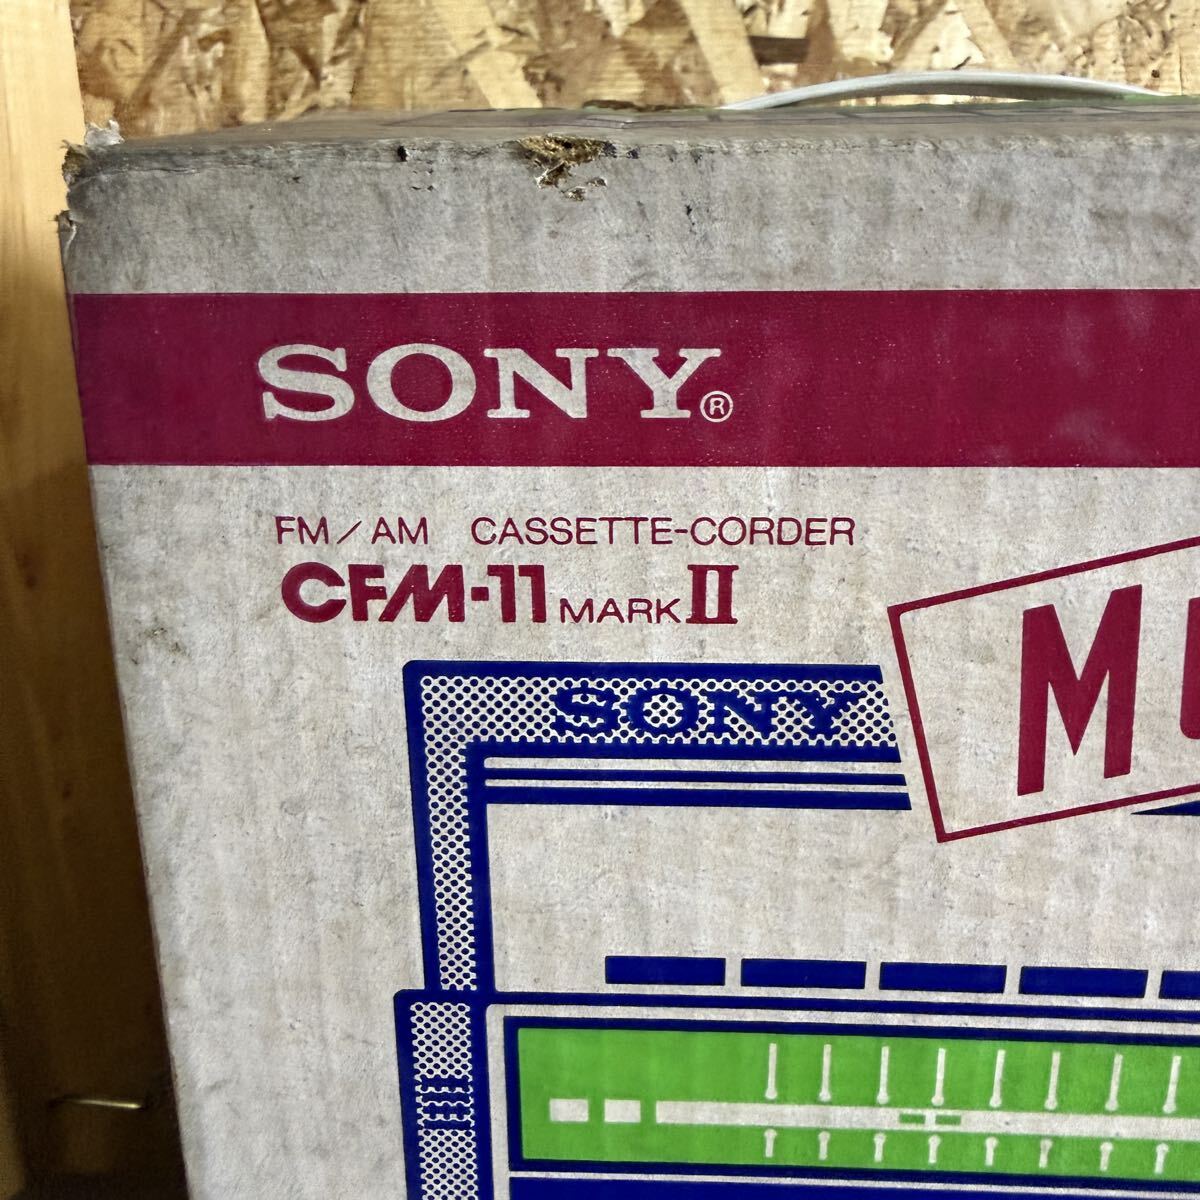 SONY®
FM/AM CASSETTE-CORDER
CFM-11 MARK II
SONY